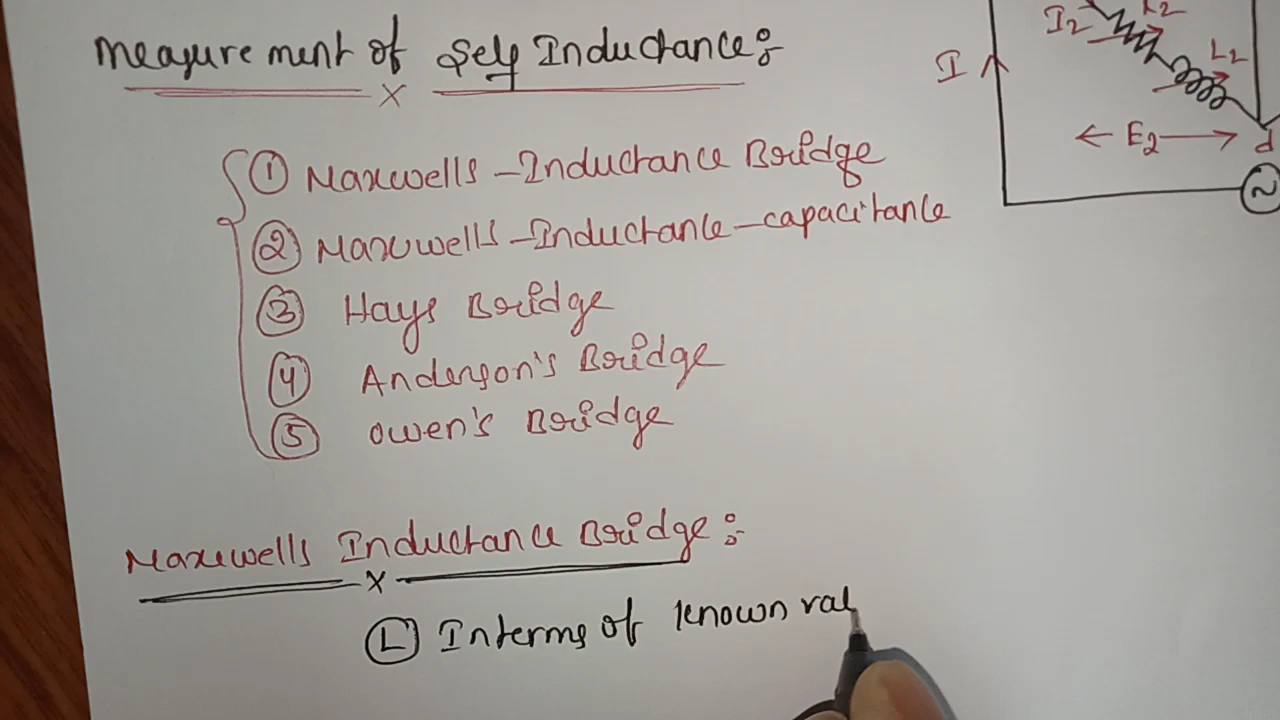 Measurement of Self Inductance:
x
① Maxwells - Inductance Bridge
② Maxwells - Inductance - capacitance
③ Hays Bridge
④ Anderson's Bridge
⑤ Owen's Bridge
Maxwells Inductance Bridge:
x
Ⓛ Interms of known val
I2
L2
I
← E2 →
d
~